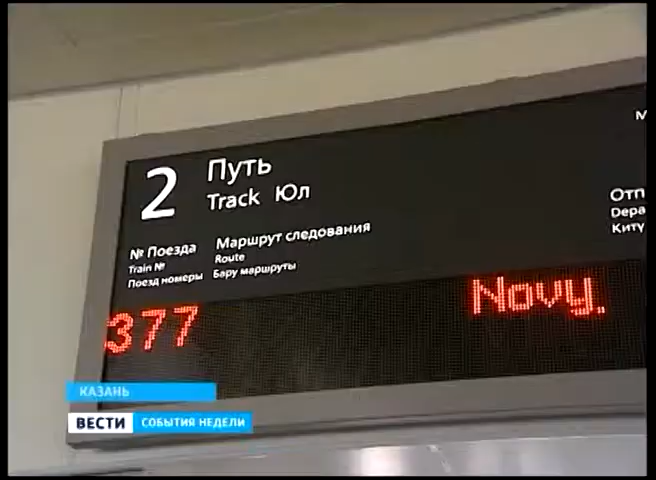 2
Путь
Track Юл
№ Поезда
Train №
Поезд номеры
Маршрут следования
Route
Бару маршруты
Отп
Depa
Киту
377
Novy.
КАЗАНЬ
ВЕСТИ СОБЫТИЯ НЕДЕЛИ